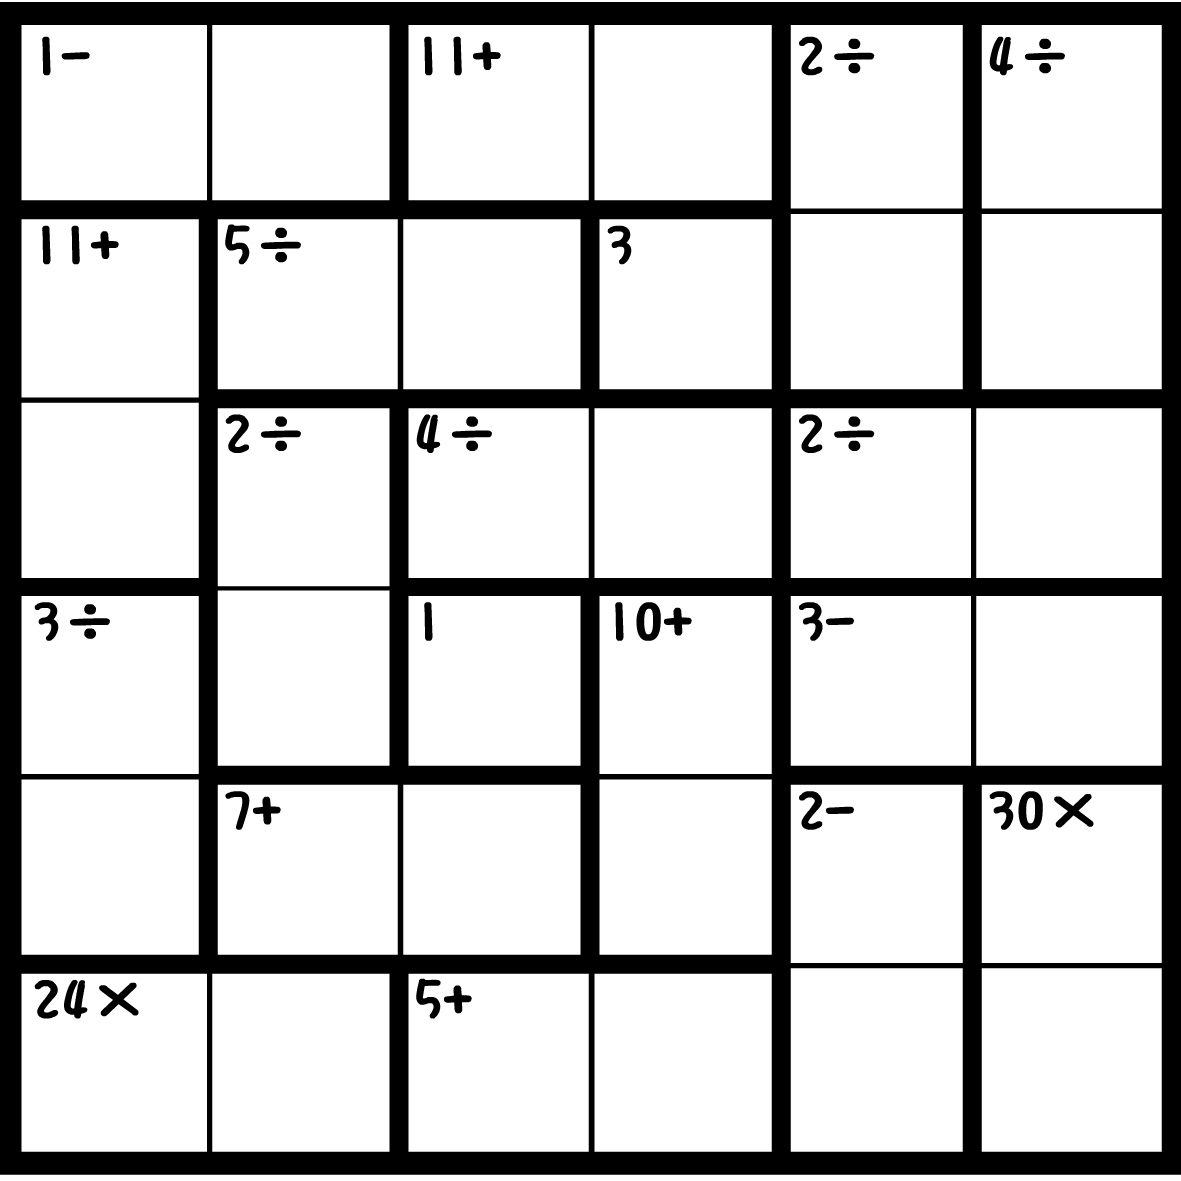 1− 11+ 2÷ 4÷
11+ 5÷ 3
2÷ 4÷ 2÷
3÷ 1 10+ 3−
7+ 2− 30×
24× 5+